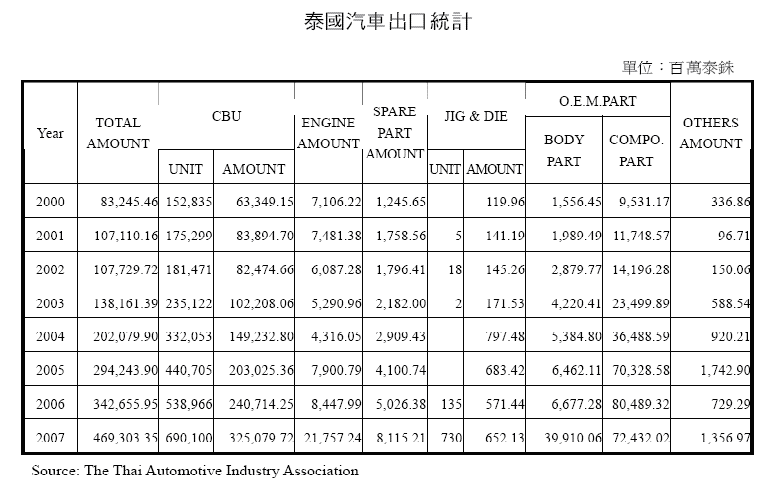 泰國汽車出口統計
單位：百萬泰銖
Year TOTAL AMOUNT CBU ENGINE AMOUNT SPARE PART AMOUNT JIG & DIE O.E.M.PART OTHERS AMOUNT
UNIT AMOUNT UNIT AMOUNT BODY PART COMPO. PART
2000 83,245.46 152,835 63,349.15 7,106.22 1,245.65 119.96 1,556.45 9,531.17 336.86
2001 107,110.16 175,299 83,894.70 7,481.38 1,758.56 5 141.19 1,989.49 11,748.57 96.71
2002 107,729.72 181,471 82,474.66 6,087.28 1,796.41 18 145.26 2,879.77 14,196.28 150.06
2003 138,161.39 235,122 102,208.06 5,290.96 2,182.00 2 171.53 4,220.41 23,499.89 588.54
2004 202,079.90 332,053 149,232.80 4,316.05 2,909.43 797.48 5,384.80 36,488.59 920.21
2005 294,243.90 440,705 203,025.36 7,900.79 4,100.74 683.42 6,462.11 70,328.58 1,742.90
2006 342,655.95 538,966 240,714.25 8,447.99 5,026.38 135 571.44 6,677.28 80,489.32 729.29
2007 469,303.35 690,100 325,079.72 21,757.24 8,115.21 730 652.13 39,910.06 72,432.02 1,356.97
Source: The Thai Automotive Industry Association